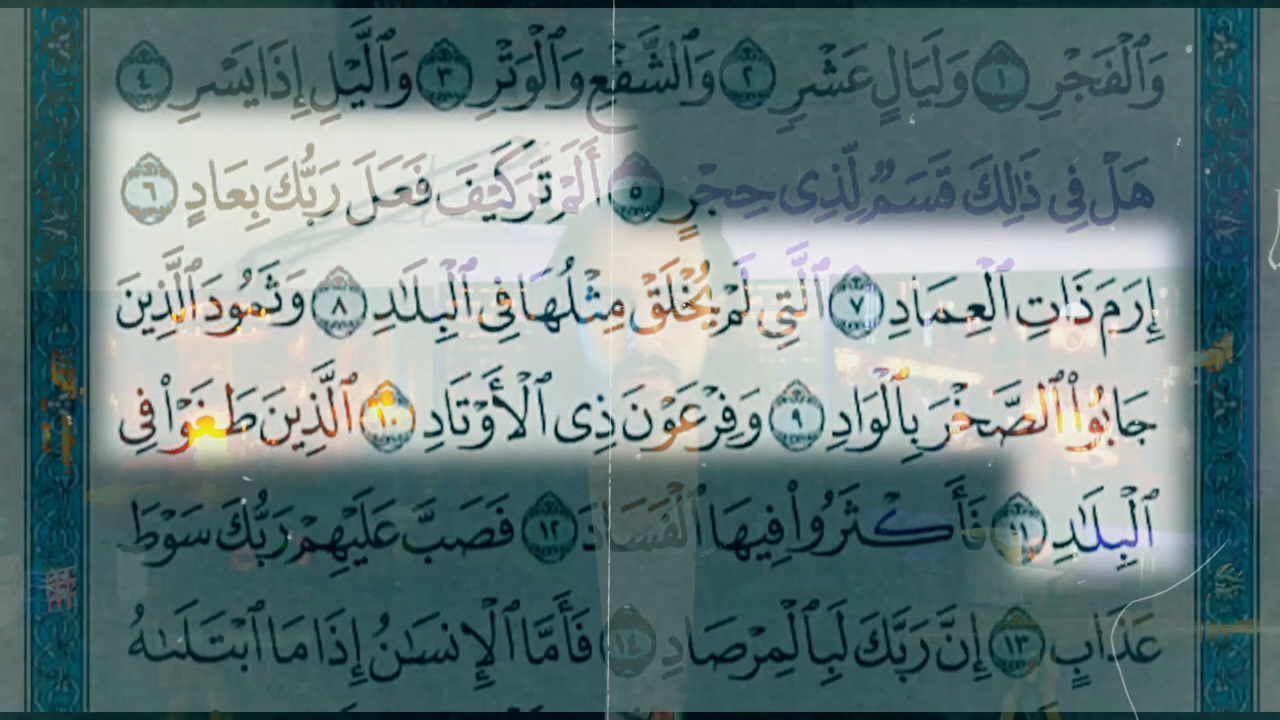 وَٱلْفَجْرِ ١ وَلَيَالٍ عَشْرٍ ٢ وَٱلشَّفْعِ وَٱلْوَتْرِ ٣ وَٱلَّيْلِ إِذَا يَسْرِ ٤
هَلْ فِى ذَٰلِكَ قَسَمٌ لِّذِى حِجْرٍ ٥ أَلَمْ تَرَ كَيْفَ فَعَلَ رَبُّكَ بِعَادٍ ٦
إِرَمَ ذَاتِ ٱلْعِمَادِ ٧ ٱلَّتِى لَمْ يُخْلَقْ مِثْلُهَا فِى ٱلْبِلَٰدِ ٨ وَثَمُودَ ٱلَّذِينَ
جَابُوا۟ ٱلصَّخْرَ بِٱلْوَادِ ٩ وَفِرْعَوْنَ ذِى ٱلْأَوْتَادِ ١٠ ٱلَّذِينَ طَغَوْا۟ فِى
ٱلْبِلَٰدِ ١١ فَأَكْثَرُوا۟ فِيهَا ٱلْفَسَادَ ١٢ فَصَبَّ عَلَيْهِمْ رَبُّكَ سَوْطَ
عَذَابٍ ١٣ إِنَّ رَبَّكَ لَبِٱلْمِرْصَادِ ١٤ فَأَمَّا ٱلْإِنسَٰنُ إِذَا مَا ٱبْتَلَىٰهُ